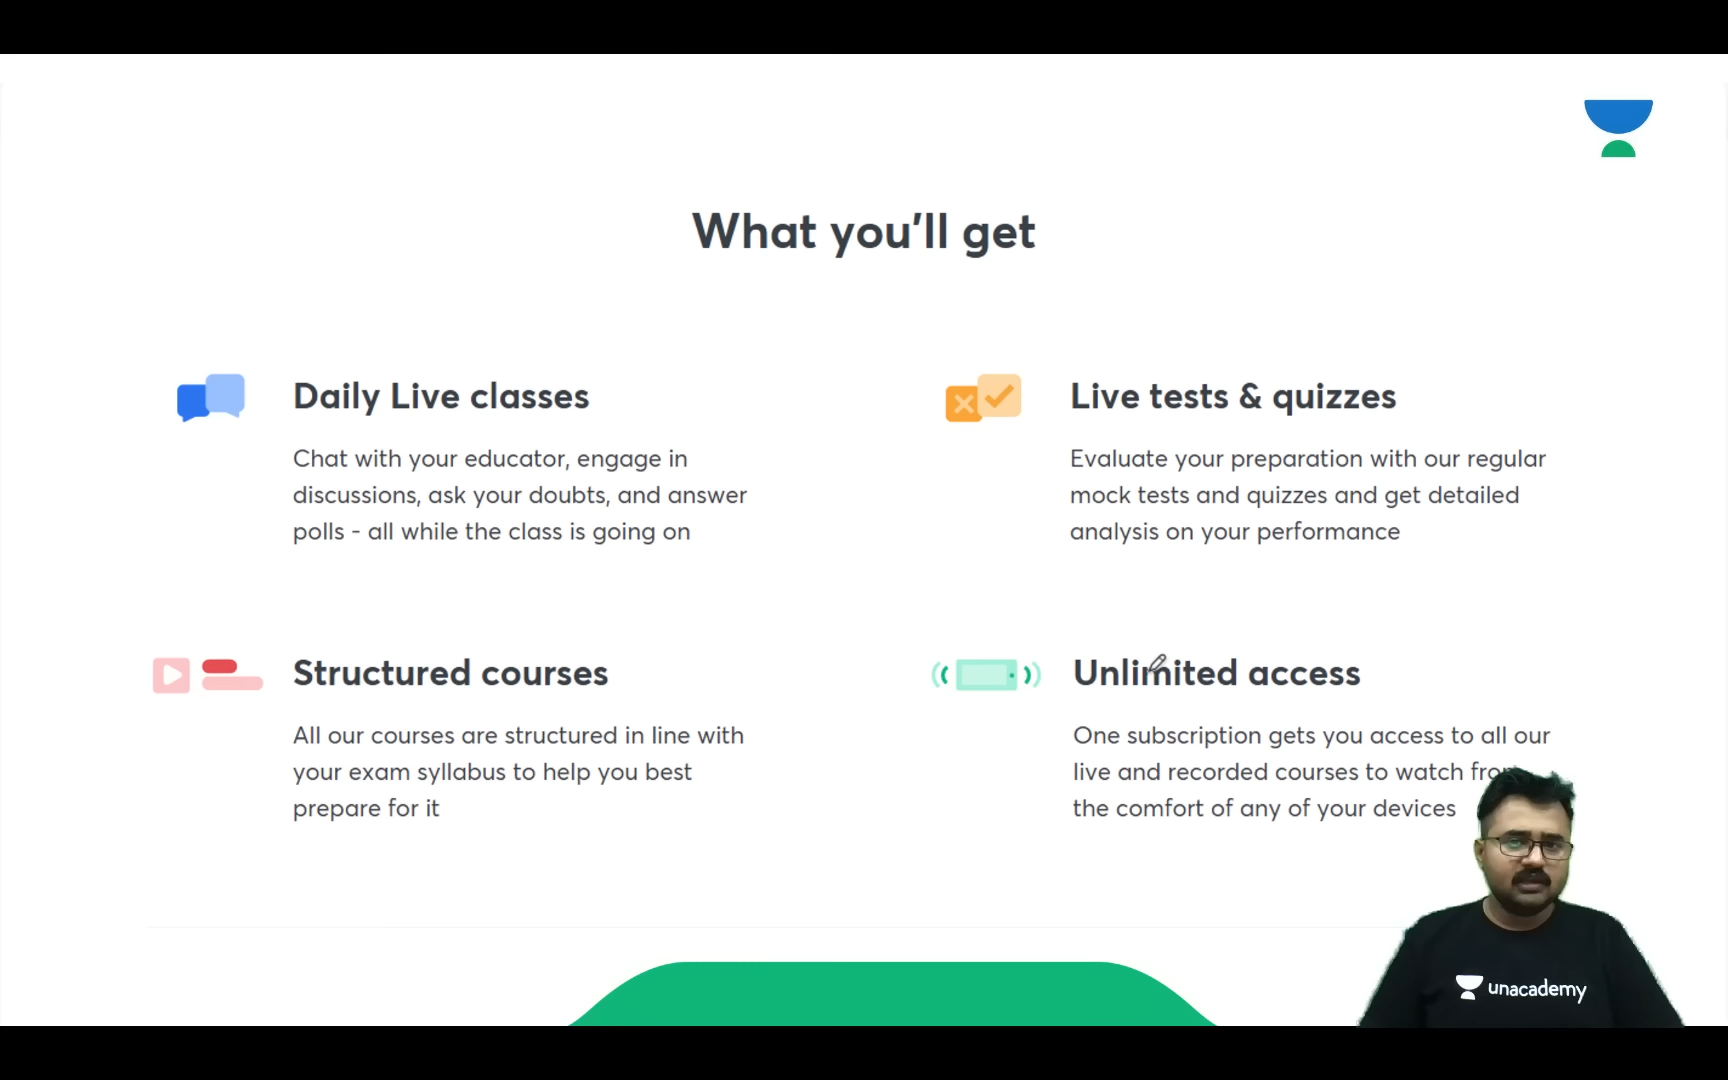 What you'll get
Daily Live classes
Chat with your educator, engage in
discussions, ask your doubts, and answer
polls - all while the class is going on
Live tests & quizzes
Evaluate your preparation with our regular
mock tests and quizzes and get detailed
analysis on your performance
Structured courses
All our courses are structured in line with
your exam syllabus to help you best
prepare for it
Unlimited access
One subscription gets you access to all our
live and recorded courses to watch from
the comfort of any of your devices
unacademy